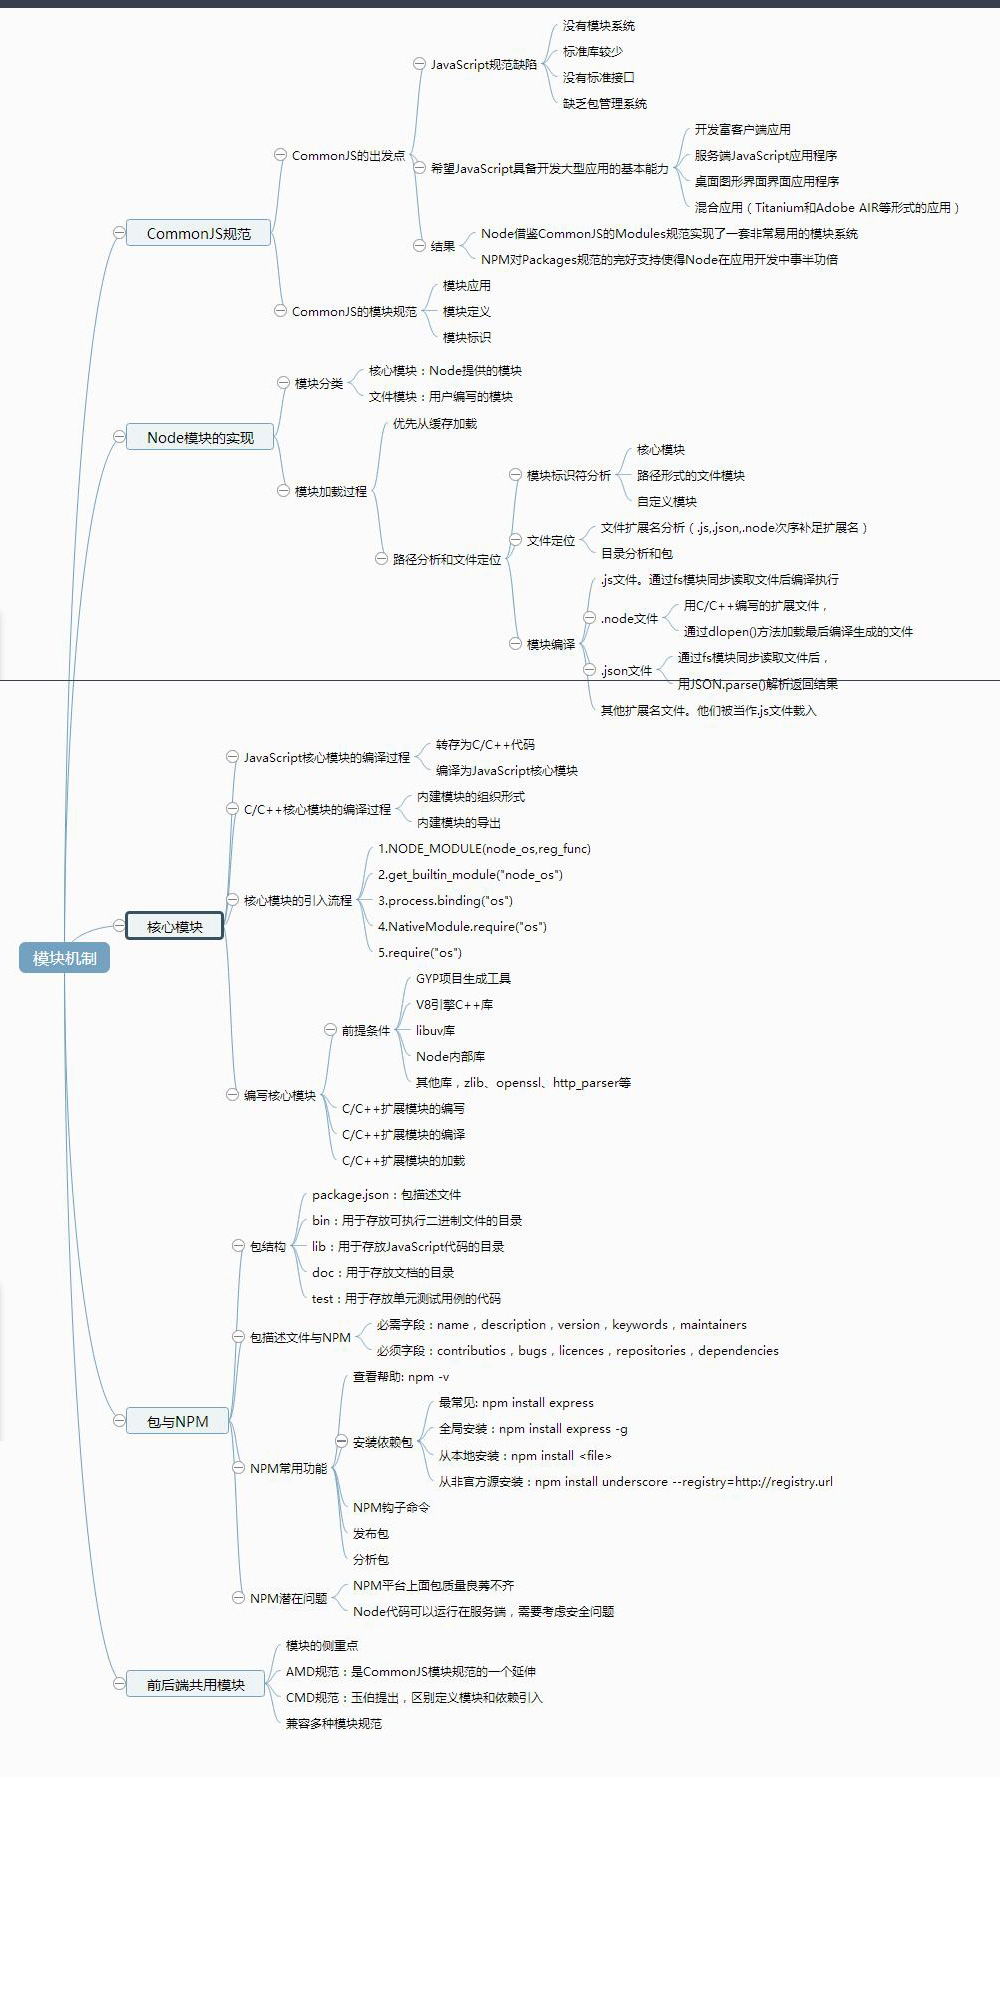 没有模块系统
标准库较少
JavaScript规范缺陷
没有标准接口
缺乏包管理系统
开发富客户端应用
CommonJS的出发点
服务端JavaScript应用程序
希望JavaScript具备开发大型应用的基本能力
桌面图形界面界面应用程序
混合应用（Titanium和Adobe AIR等形式的应用）
CommonJS规范
Node借鉴CommonJS的Modules规范实现了一套非常易用的模块系统
结果
NPM对Packages规范的完好支持使得Node在应用开发中事半功倍
模块应用
CommonJS的模块规范
模块定义
模块标识
核心模块：Node提供的模块
模块分类
文件模块：用户编写的模块
优先从缓存加载
Node模块的实现
核心模块
模块标识符分析
路径形式的文件模块
模块加载过程
自定义模块
文件扩展名分析（.js,.json,.node次序补足扩展名）
文件定位
目录分析和包
路径分析和文件定位
.js文件。通过fs模块同步读取文件后编译执行
用C/C++编写的扩展文件，
.node文件
通过dlopen()方法加载最后编译生成的文件
模块编译
通过fs模块同步读取文件后，
.json文件
用JSON.parse()解析返回结果
其他扩展名文件。他们被当作.js文件载入
转存为C/C++代码
JavaScript核心模块的编译过程
编译为JavaScript核心模块
内建模块的组织形式
C/C++核心模块的编译过程
内建模块的导出
1.NODE_MODULE(node_os,reg_func)
2.get_builtin_module("node_os")
核心模块的引入流程
3.process.binding("os")
核心模块
4.NativeModule.require("os")
5.require("os")
模块机制
GYP项目生成工具
V8引擎C++库
前提条件
libuv库
Node内部库
其他库，zlib、openssl、http_parser等
编写核心模块
C/C++扩展模块的编写
C/C++扩展模块的编译
C/C++扩展模块的加载
package.json：包描述文件
bin：用于存放可执行二进制文件的目录
包结构
lib：用于存放JavaScript代码的目录
doc：用于存放文档的目录
test：用于存放单元测试用例的代码
必需字段：name，description，version，keywords，maintainers
包描述文件与NPM
必须字段：contributios，bugs，licences，repositories，dependencies
查看帮助: npm -v
最常见: npm install express
包与NPM
全局安装：npm install express -g
安装依赖包
从本地安装：npm install <file>
NPM常用功能
从非官方源安装：npm install underscore --registry=http://registry.url
NPM钩子命令
发布包
分析包
NPM平台上面包质量良莠不齐
NPM潜在问题
Node代码可以运行在服务端，需要考虑安全问题
模块的侧重点
AMD规范：是CommonJS模块规范的一个延伸
前后端共用模块
CMD规范：玉伯提出，区别定义模块和依赖引入
兼容多种模块规范